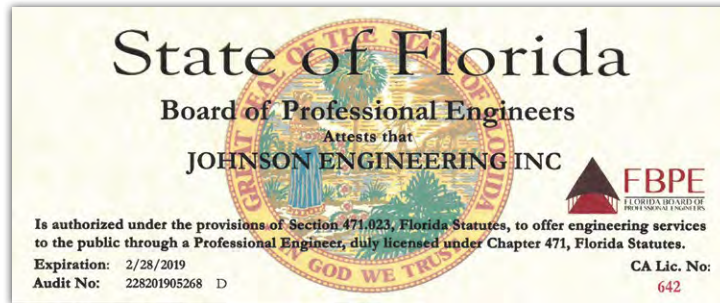 State of Florida
Board of Professional Engineers
Attests that
JOHNSON ENGINEERING INC
FBPE
FLORIDA BOARD OF
PROFESSIONAL ENGINEERS
Is authorized under the provisions of Section 471.023, Florida Statutes, to offer engineering services
to the public through a Professional Engineer, duly licensed under Chapter 471, Florida Statutes.
Expiration: 2/28/2019
CA Lic. No:
Audit No: 228201905268 D
642
GREAT SEAL OF THE STATE OF FLORIDA
IN GOD WE TRUST